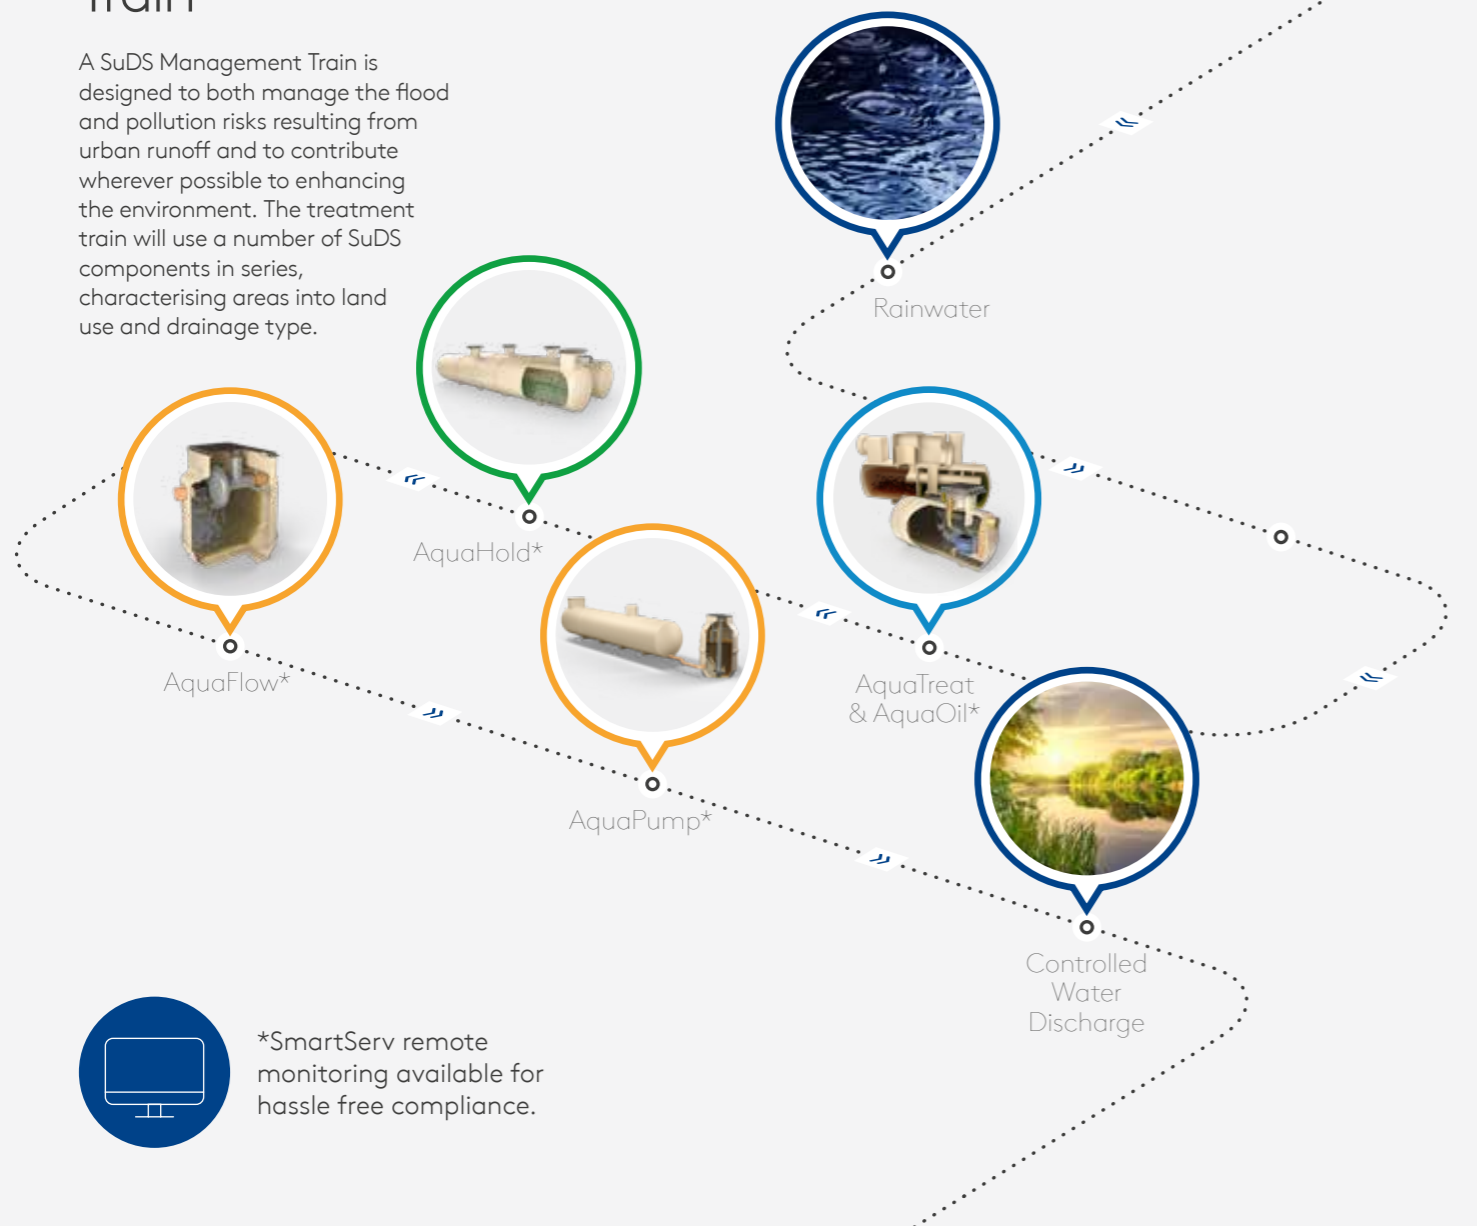 Train
A SuDS Management Train is
designed to both manage the flood
and pollution risks resulting from
urban runoff and to contribute
wherever possible to enhancing
the environment. The treatment
train will use a number of SuDS
components in series,
characterising areas into land
use and drainage type.
Rainwater
AquaHold*
AquaFlow*
AquaTreat
& AquaOil*
AquaPump*
Controlled
Water
Discharge
*SmartServ remote
monitoring available for
hassle free compliance.